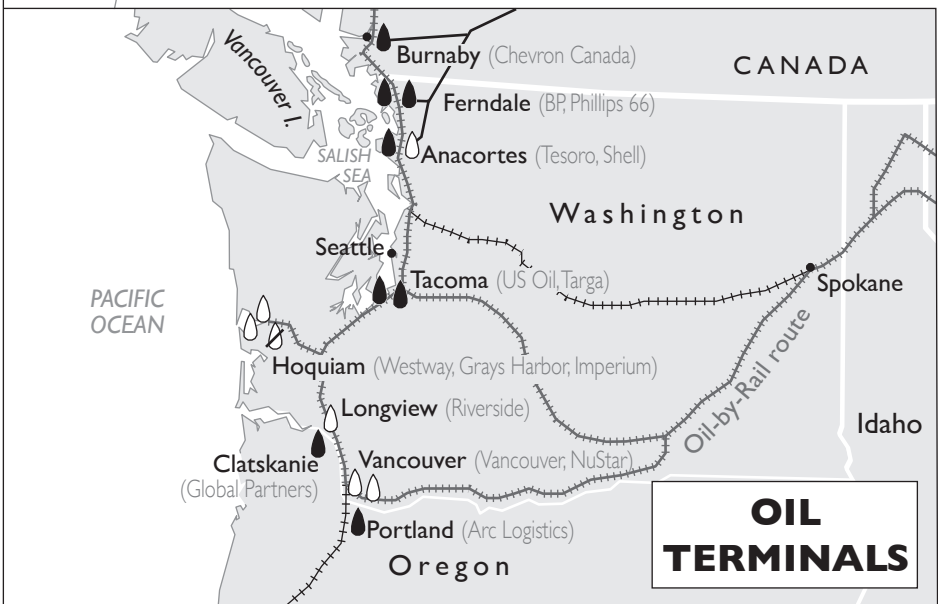 Vancouver I.
Burnaby (Chevron Canada)
CANADA
Ferndale (BP, Phillips 66)
SALISH
SEA
Anacortes (Tesoro, Shell)
Washington
Seattle
Tacoma (US Oil, Targa)
Spokane
PACIFIC
OCEAN
Hoquiam (Westway, Grays Harbor, Imperium)
Oil-by-Rail route
Longview (Riverside)
Idaho
Clatskanie
(Global Partners)
Vancouver (Vancouver, NuStar)
Portland (Arc Logistics)
Oregon
OIL
TERMINALS